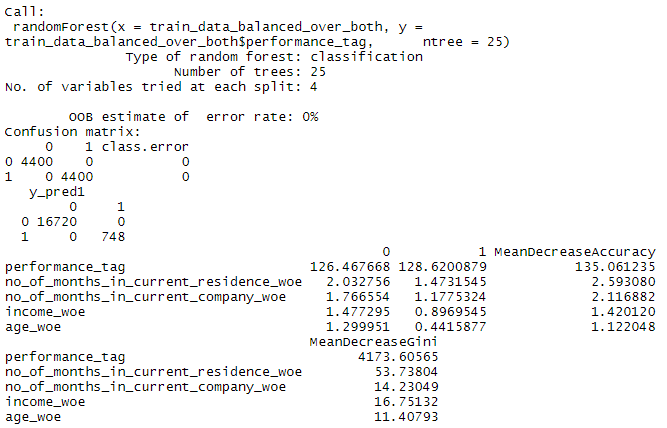 Call:
 randomForest(x = train_data_balanced_over_both, y = 
train_data_balanced_over_both$performance_tag,      ntree = 25)
               Type of random forest: classification
                     Number of trees: 25
No. of variables tried at each split: 4

        OOB estimate of  error rate: 0%
Confusion matrix:
     0    1 class.error
0 4400    0           0
1    0 4400           0
   y_pred1
        0     1
  0 16720     0
  1     0   748
                                                 0           1 MeanDecreaseAccuracy
performance_tag                         126.467668 128.6200879           135.061235
no_of_months_in_current_residence_woe     2.032756   1.4731545             2.593080
no_of_months_in_current_company_woe       1.766554   1.1775324             2.116882
income_woe                                1.477295   0.8969545             1.420120
age_woe                                   1.299951   0.4415877             1.122048
                                        MeanDecreaseGini
performance_tag                               4173.60565
no_of_months_in_current_residence_woe           53.73804
no_of_months_in_current_company_woe             14.23049
income_woe                                      16.75132
age_woe                                         11.40793